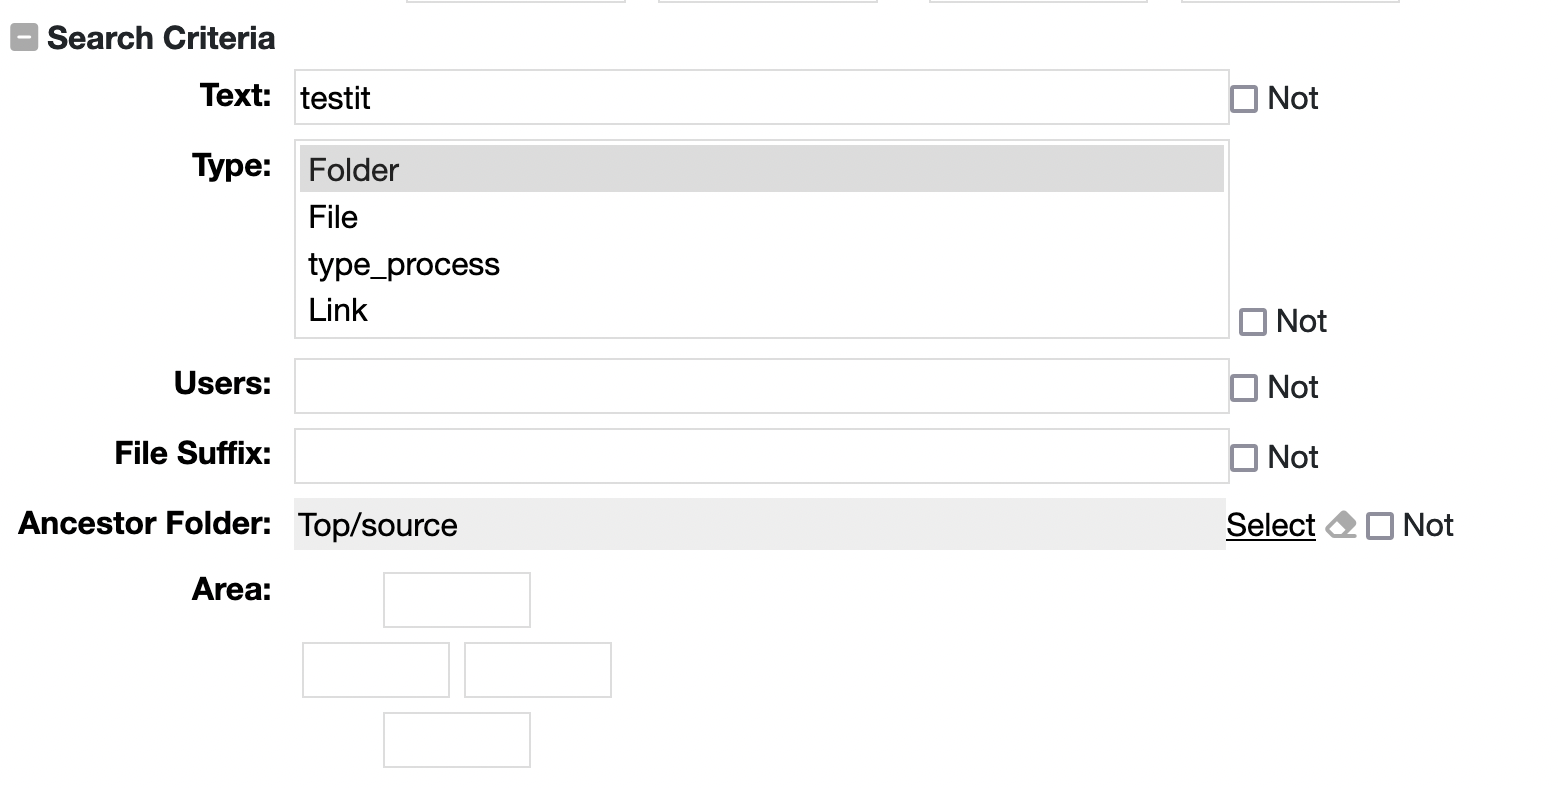 Search Criteria
Text: testit Not
Type: Folder
File
type_process
Link
Not
Users: Not
File Suffix: Not
Ancestor Folder: Top/source Select Not
Area: